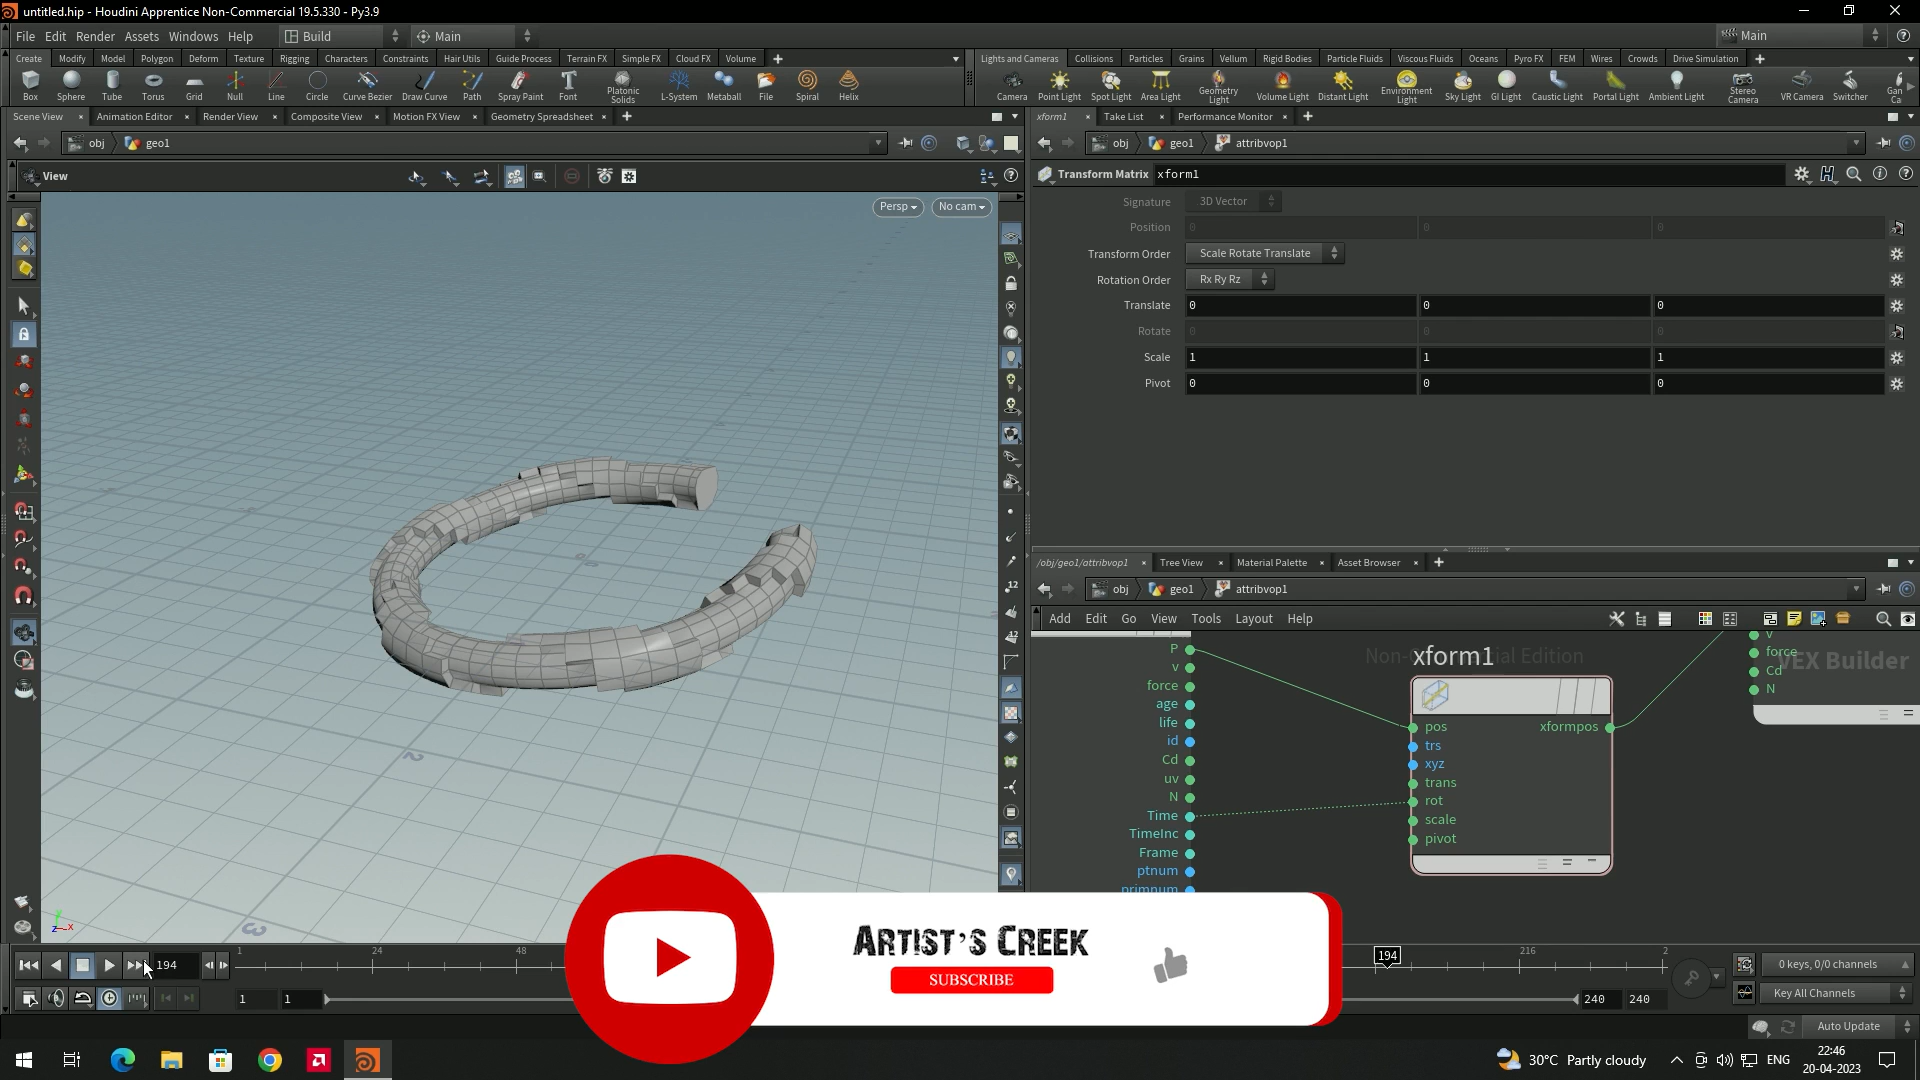 untitled.hip - Houdini Apprentice Non-Commercial 19.5.330 - Py3.9
File Edit Render Assets Windows Help Build Main Main
Create Modify Model Polygon Deform Texture Rigging Characters Constraints Hair Utils Guide Process Terrain FX Simple FX Cloud FX Volume
Lights and Cameras Collisions Particles Grains Vellum Rigid Bodies Particle Fluids Viscous Fluids Oceans Pyro FX FEM Wires Crowds Drive Simulation
Box Sphere Tube Torus Grid Null Line Circle Curve Bezier Draw Curve Path Spray Paint Font Platonic Solids L-System Metaball File Spiral Helix
Camera Point Light Spot Light Area Light Geometry Light Volume Light Distant Light Environment Light Sky Light GI Light Caustic Light Portal Light Ambient Light Stereo Camera VR Camera Switcher Gan Ca
Scene View Animation Editor Render View Composite View Motion FX View Geometry Spreadsheet
xform1 Take List Performance Monitor
obj geo1
obj geo1 attribvop1
View
Transform Matrix xform1
Persp No cam
Signature 3D Vector
Position 0 0 0
Transform Order Scale Rotate Translate
Rotation Order Rx Ry Rz
Translate 0 0 0
Rotate 0 0 0
Scale 1 1 1
Pivot 0 0 0
/obj/geo1/attribvop1 Tree View Material Palette Asset Browser
obj geo1 attribvop1
Add Edit Go View Tools Layout Help
Non-Commercial Edition
VEX Builder
xform1
P
v
force
age
life
id
Cd
uv
N
Time
TimeInc
Frame
ptnum
primnum
pos xformpos
trs
xyz
trans
rot
scale
pivot
v
force
Cd
N
2
3
z x
12
12
194
1 24 48 194 216 2
1 1 240 240
0 keys, 0/0 channels
Key All Channels
Auto Update
ARTIST'S CREEK
SUBSCRIBE
30°C Partly cloudy
ENG
22:46
20-04-2023